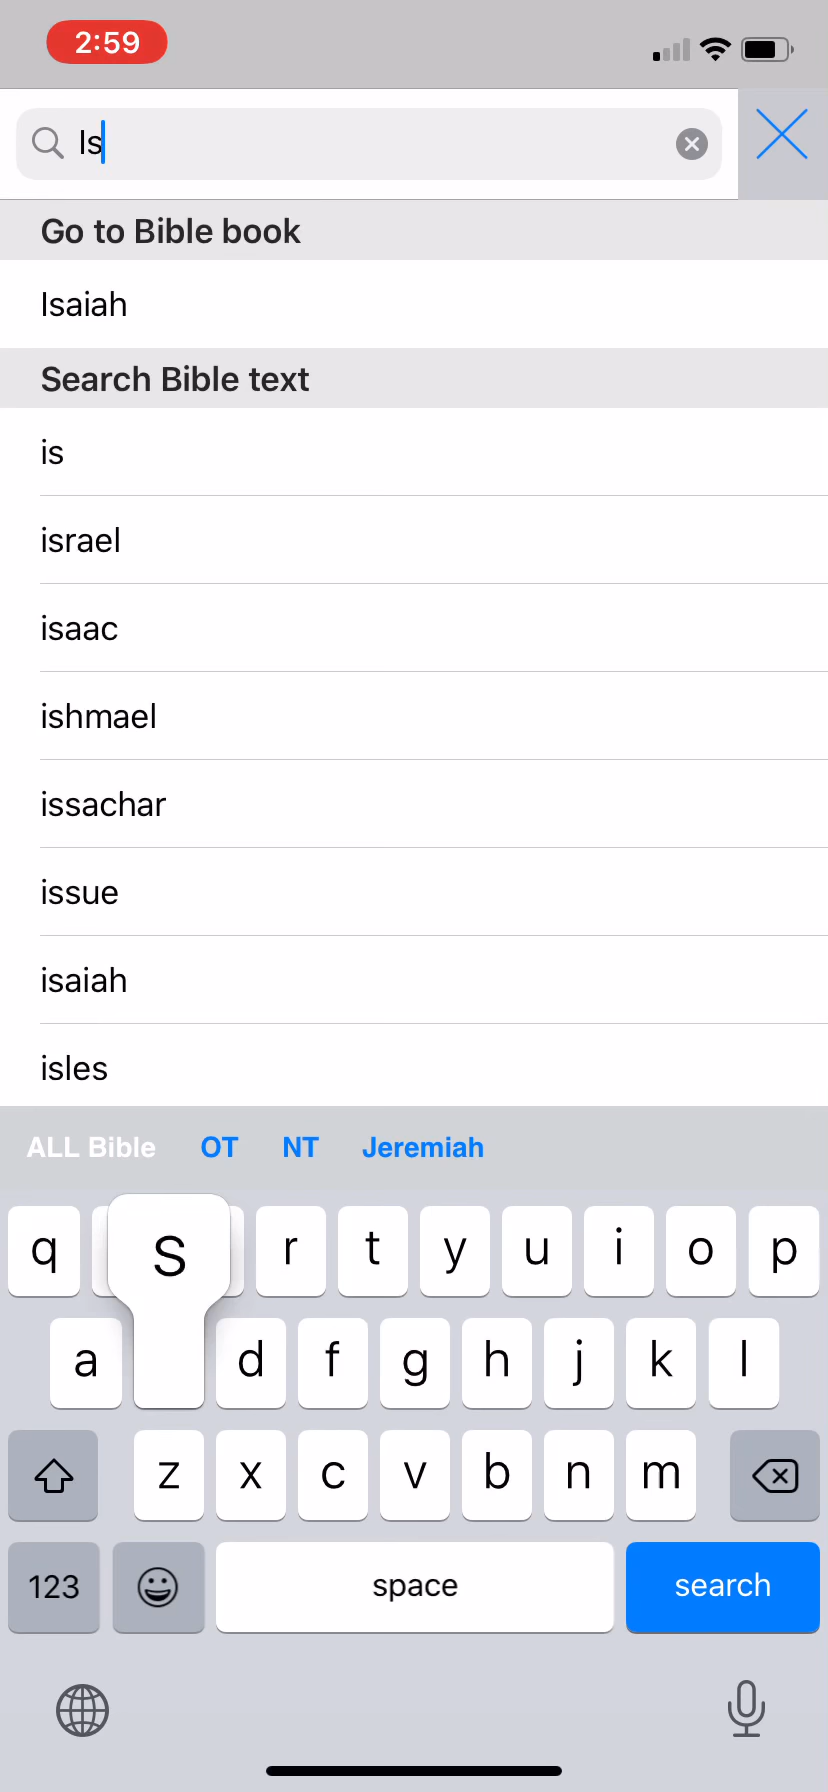 2:59
Is
Go to Bible book
Isaiah
Search Bible text
is
israel
isaac
ishmael
issachar
issue
isaiah
isles
ALL Bible OT NT Jeremiah
q s r t y u i o p
a d f g h j k l
z x c v b n m
123 space search